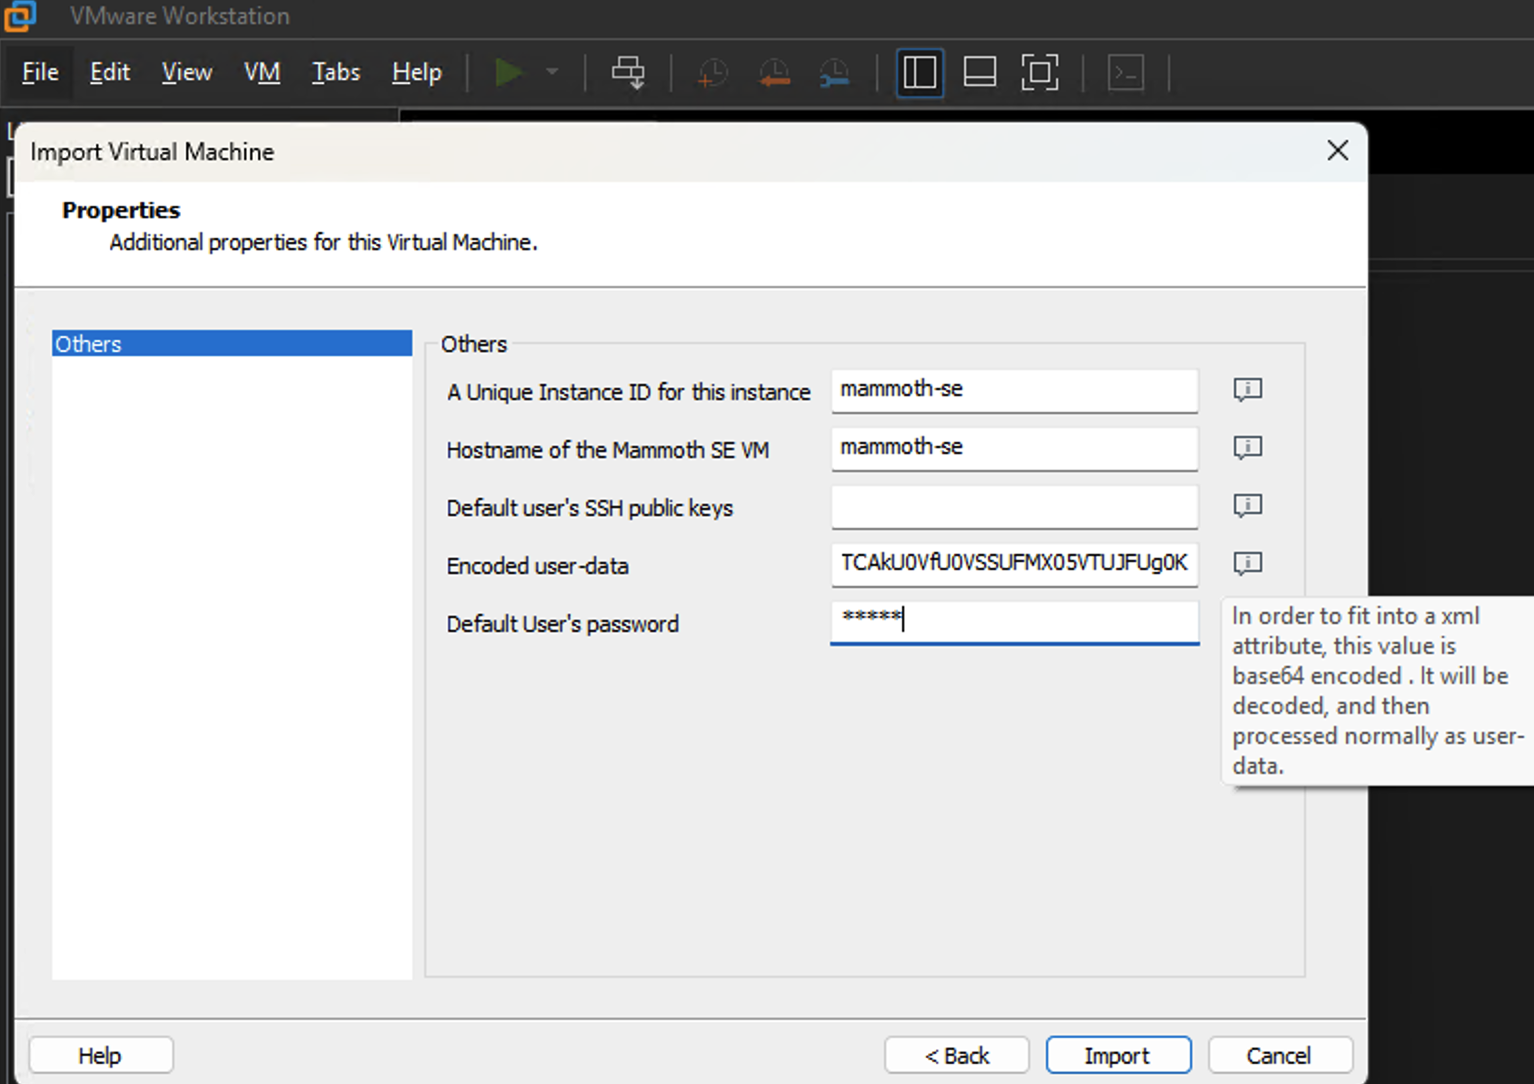 VMware Workstation
File Edit View VM Tabs Help
Import Virtual Machine
Properties
Additional properties for this Virtual Machine.
Others
Others
A Unique Instance ID for this instance mammoth-se
Hostname of the Mammoth SE VM mammoth-se
Default user's SSH public keys
Encoded user-data TCAkU0VfU0VSSUFMX05VTUJFUg0K
Default User's password *****
In order to fit into a xml
attribute, this value is
base64 encoded . It will be
decoded, and then
processed normally as user-
data.
Help < Back Import Cancel